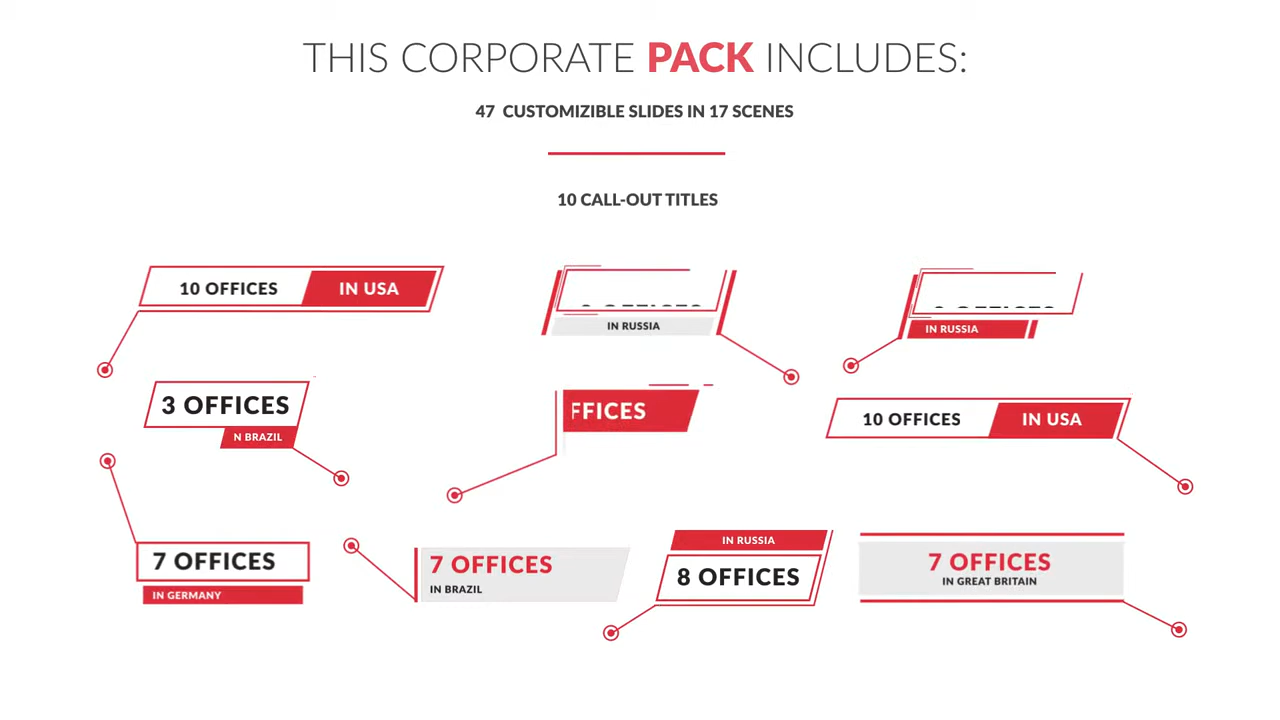 THIS CORPORATE PACK INCLUDES:
47 CUSTOMIZIBLE SLIDES IN 17 SCENES
10 CALL-OUT TITLES
10 OFFICES IN USA
IN RUSSIA
IN RUSSIA
3 OFFICES
N BRAZIL
FFICES
10 OFFICES IN USA
7 OFFICES
IN GERMANY
7 OFFICES
IN BRAZIL
IN RUSSIA
8 OFFICES
7 OFFICES
IN GREAT BRITAIN